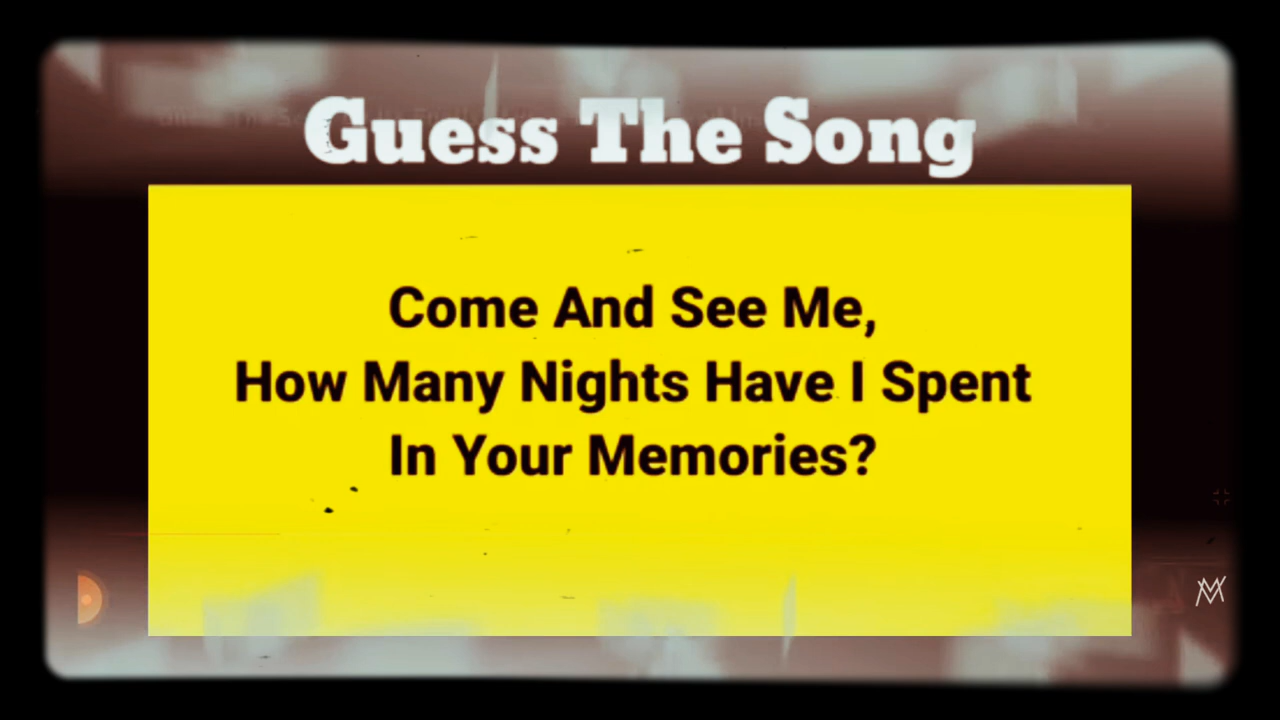 Guess The Song
Come And See Me,
How Many Nights Have I Spent
In Your Memories?